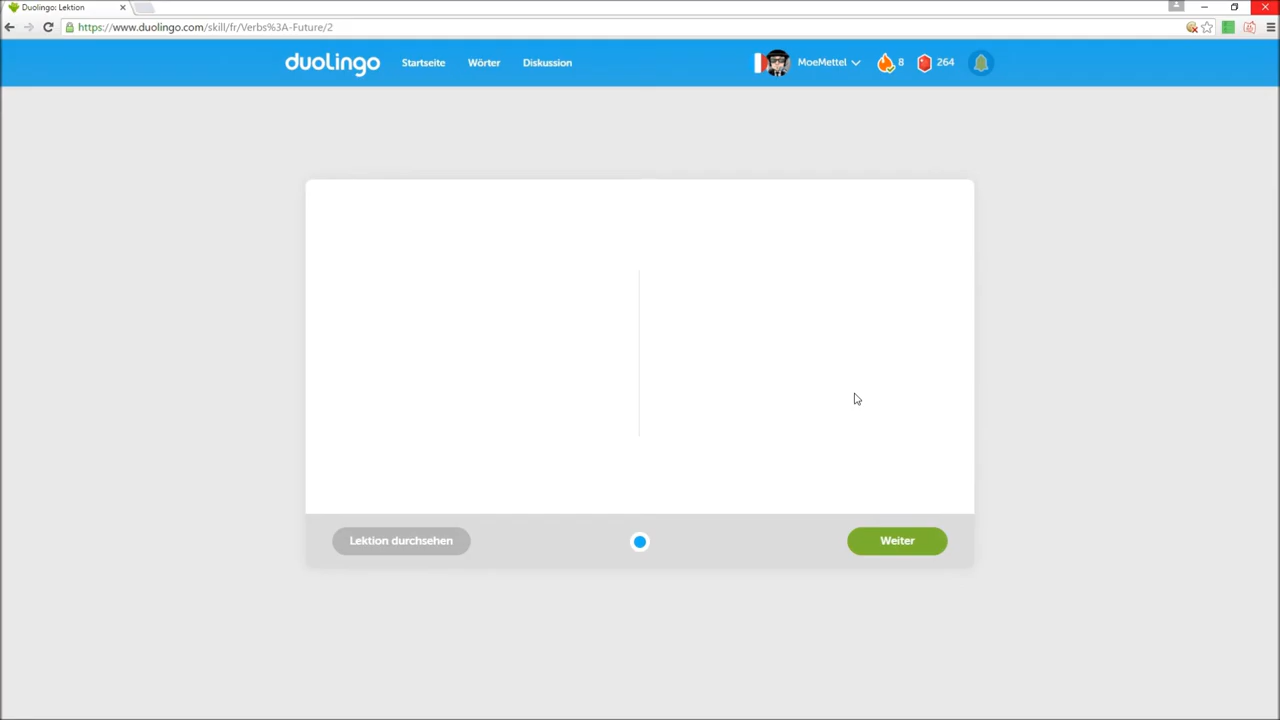 Duolingo: Lektion
https://www.duolingo.com/skill/fr/Verbs%3A-Future/2
duolingo Startseite Wörter Diskussion MoeMettel 8 264
Lektion durchsehen Weiter